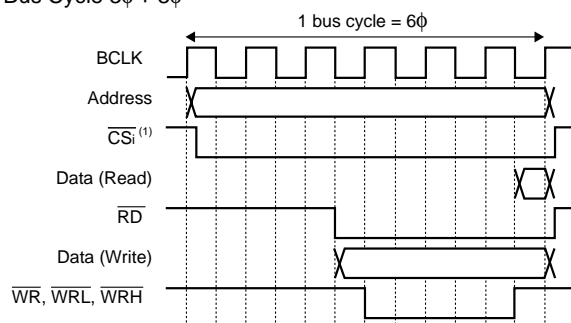 Bus Cycle 3ϕ + 3ϕ
1 bus cycle = 6ϕ
BCLK
Address
CSi (1)
Data (Read)
RD
Data (Write)
WR, WRL, WRH